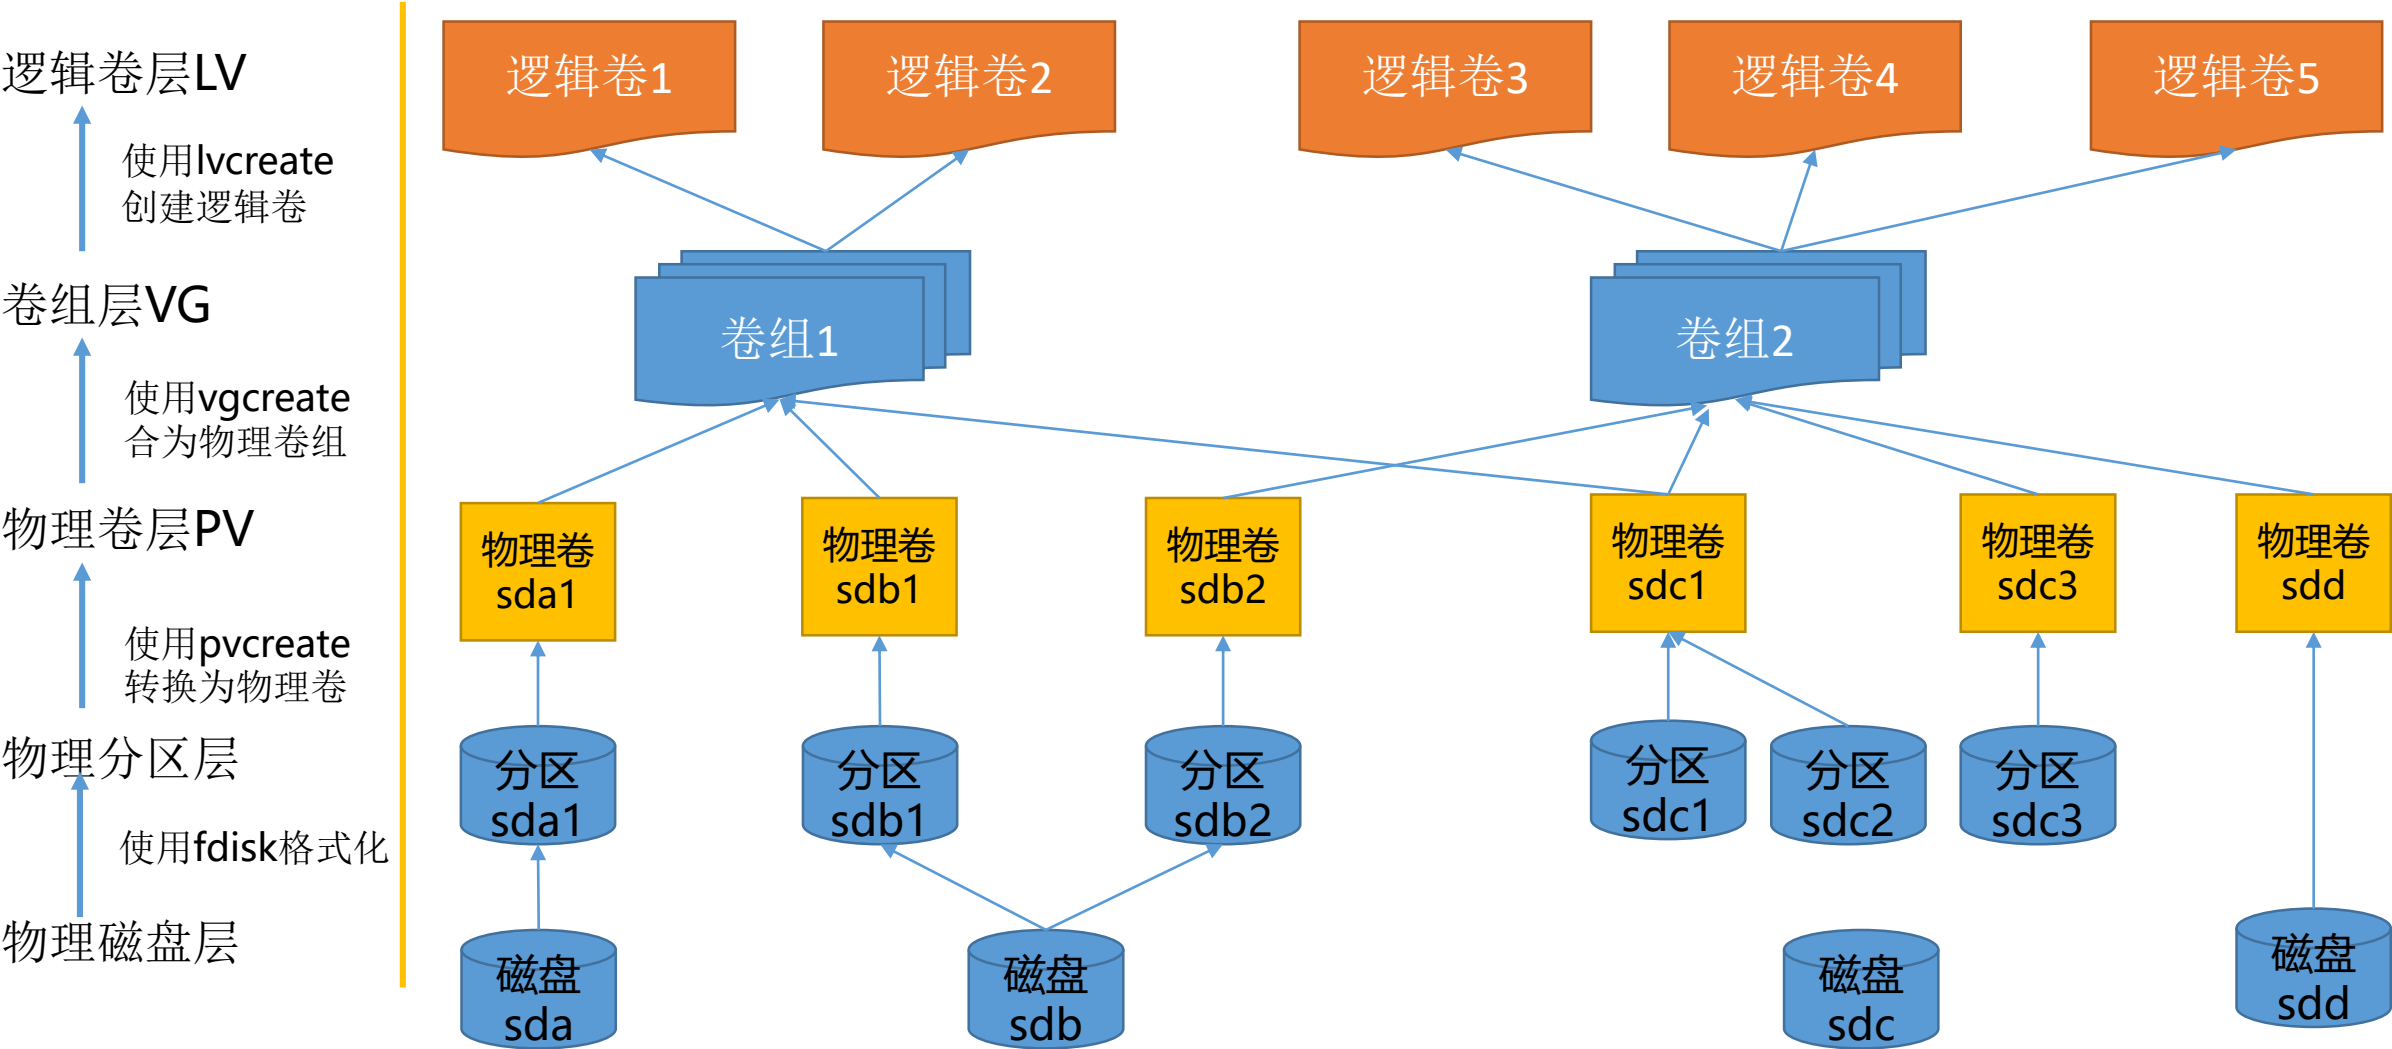 逻辑卷层LV
使用lvcreate
创建逻辑卷
卷组层VG
使用vgcreate
合为物理卷组
物理卷层PV
使用pvcreate
转换为物理卷
物理分区层
使用fdisk格式化
物理磁盘层
逻辑卷1
逻辑卷2
逻辑卷3
逻辑卷4
逻辑卷5
卷组1
卷组2
物理卷
sda1
物理卷
sdb1
物理卷
sdb2
物理卷
sdc1
物理卷
sdc3
物理卷
sdd
分区
sda1
分区
sdb1
分区
sdb2
分区
sdc1
分区
sdc2
分区
sdc3
磁盘
sda
磁盘
sdb
磁盘
sdc
磁盘
sdd